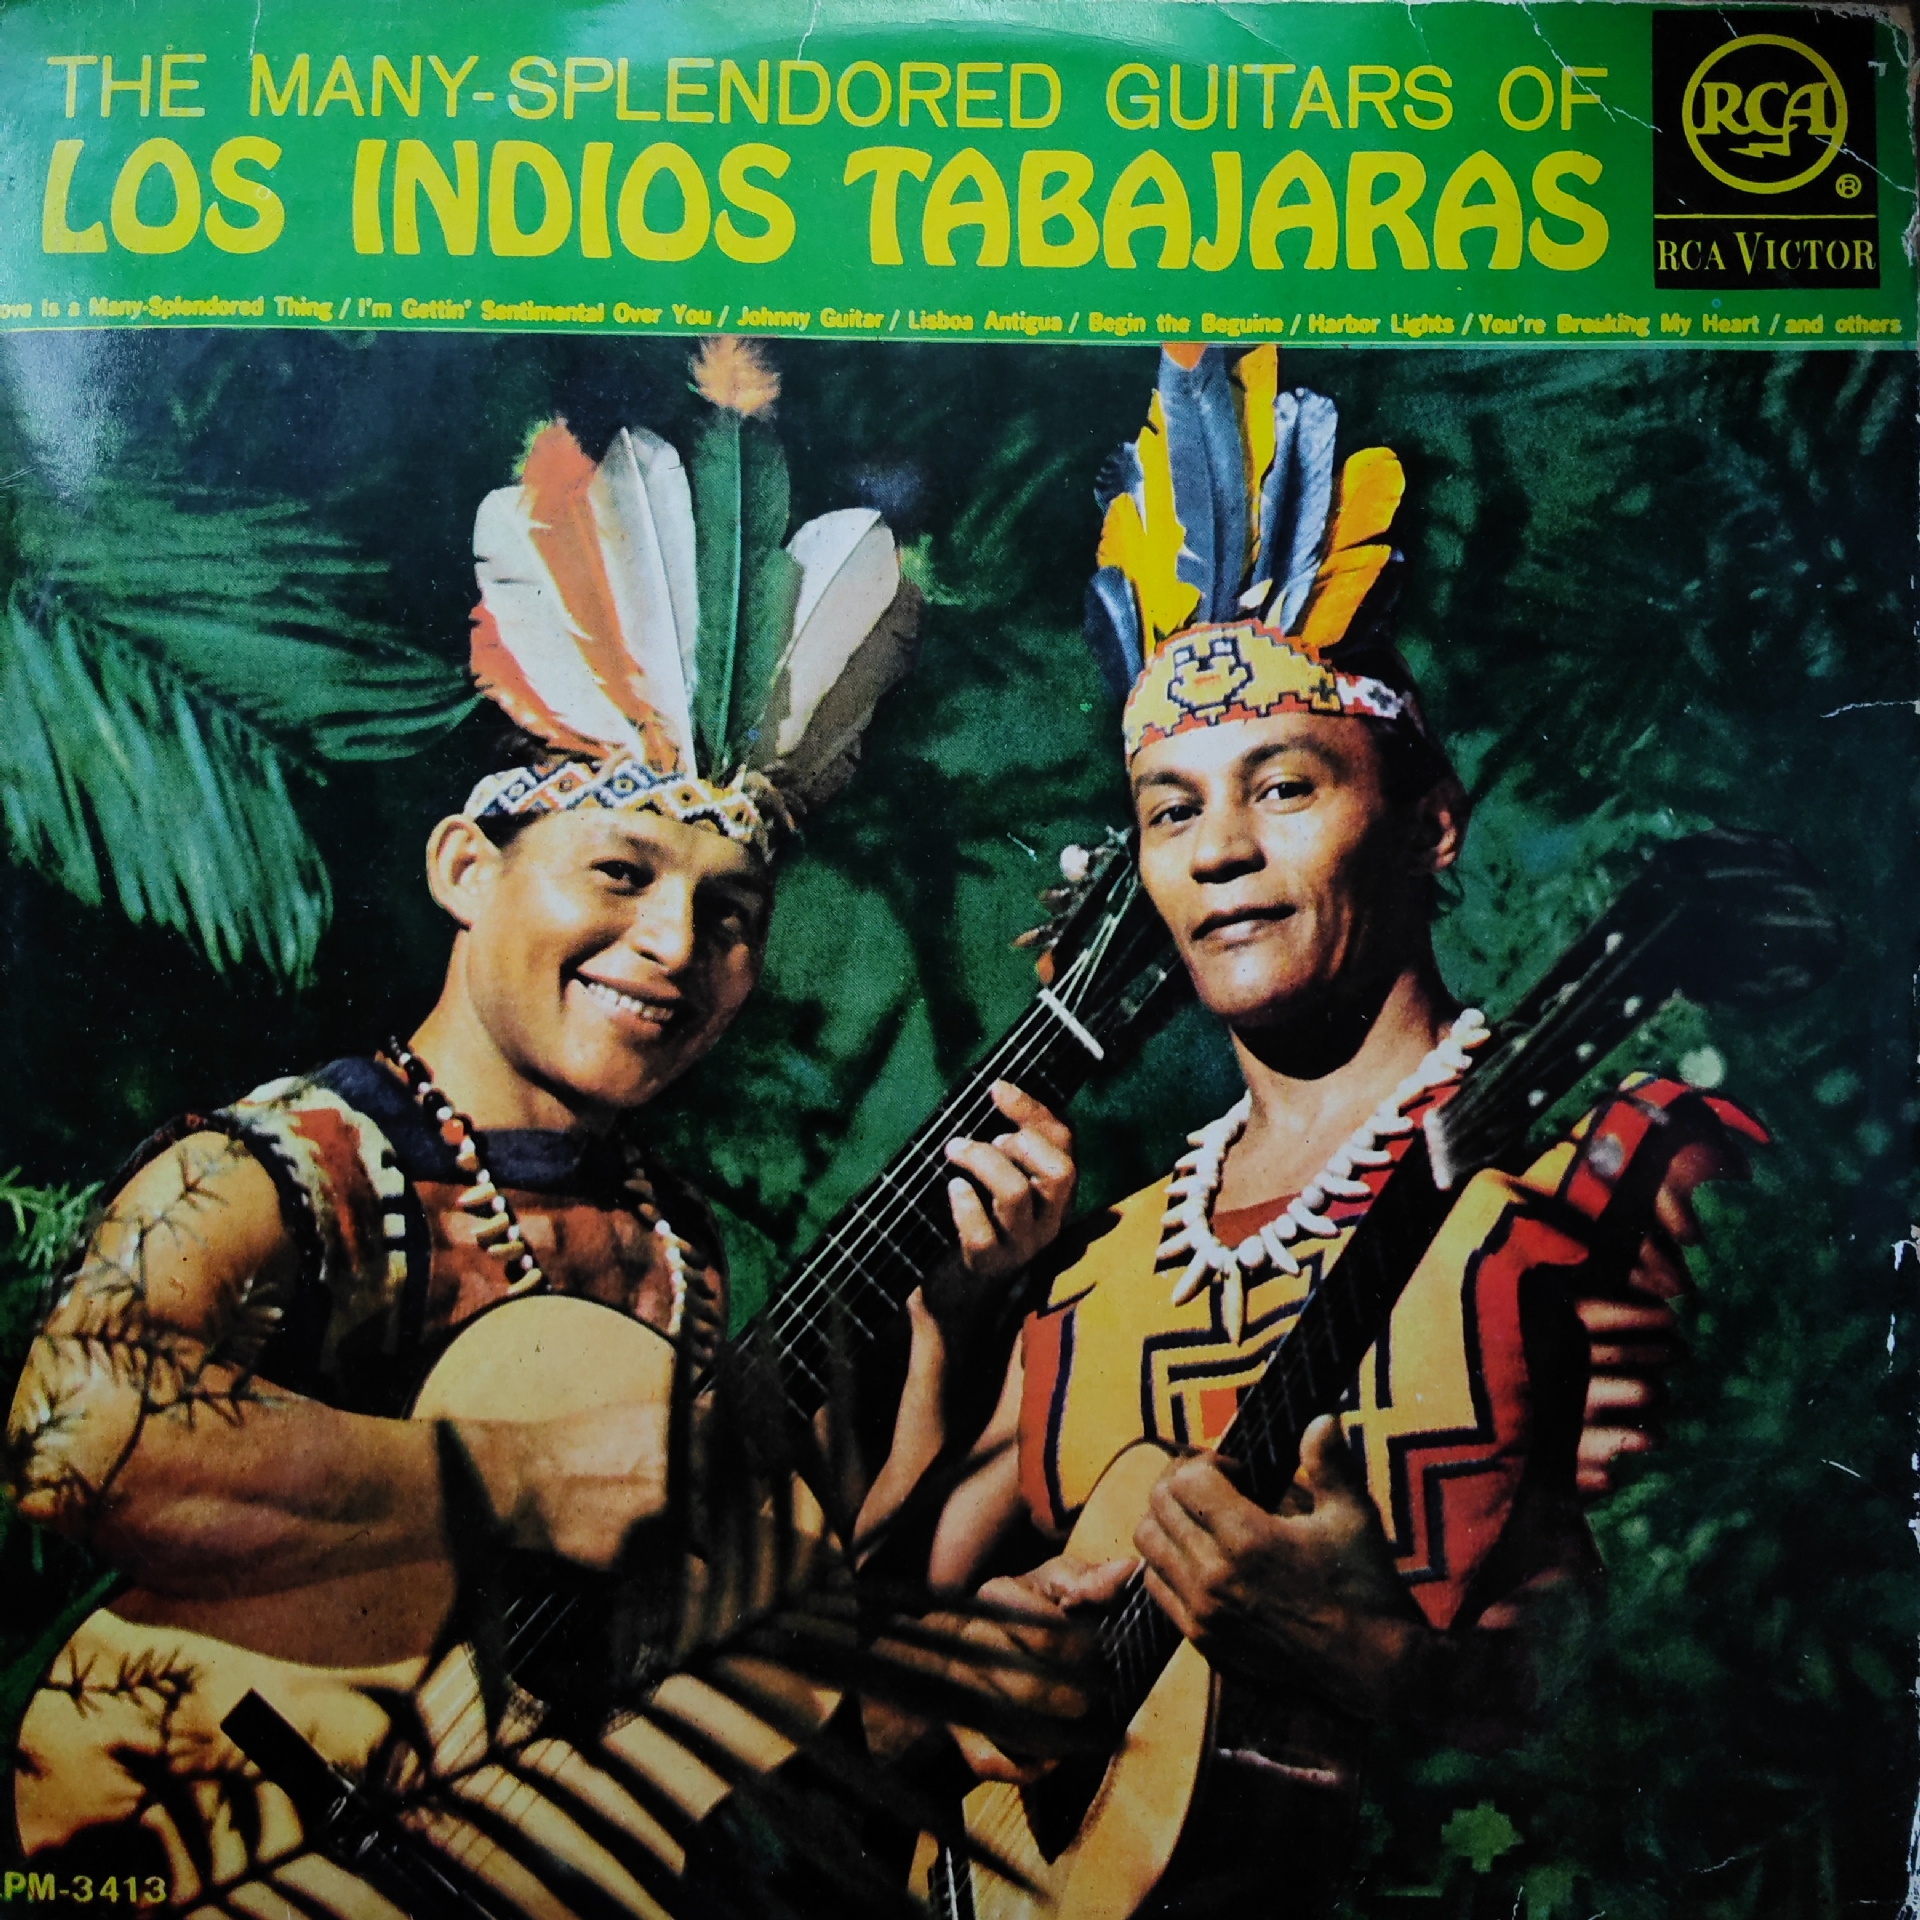 THE MANY-SPLENDORED GUITARS OF
LOS INDIOS TABAJARAS
RCA
®
RCA VICTOR
ove Is a Many-Splendored Thing / I'm Gettin' Sentimental Over You / Johnny Guitar / Lisboa Antigua / Begin the Beguine / Harbor Lights / You're Breaking My Heart / and others
PM-3413